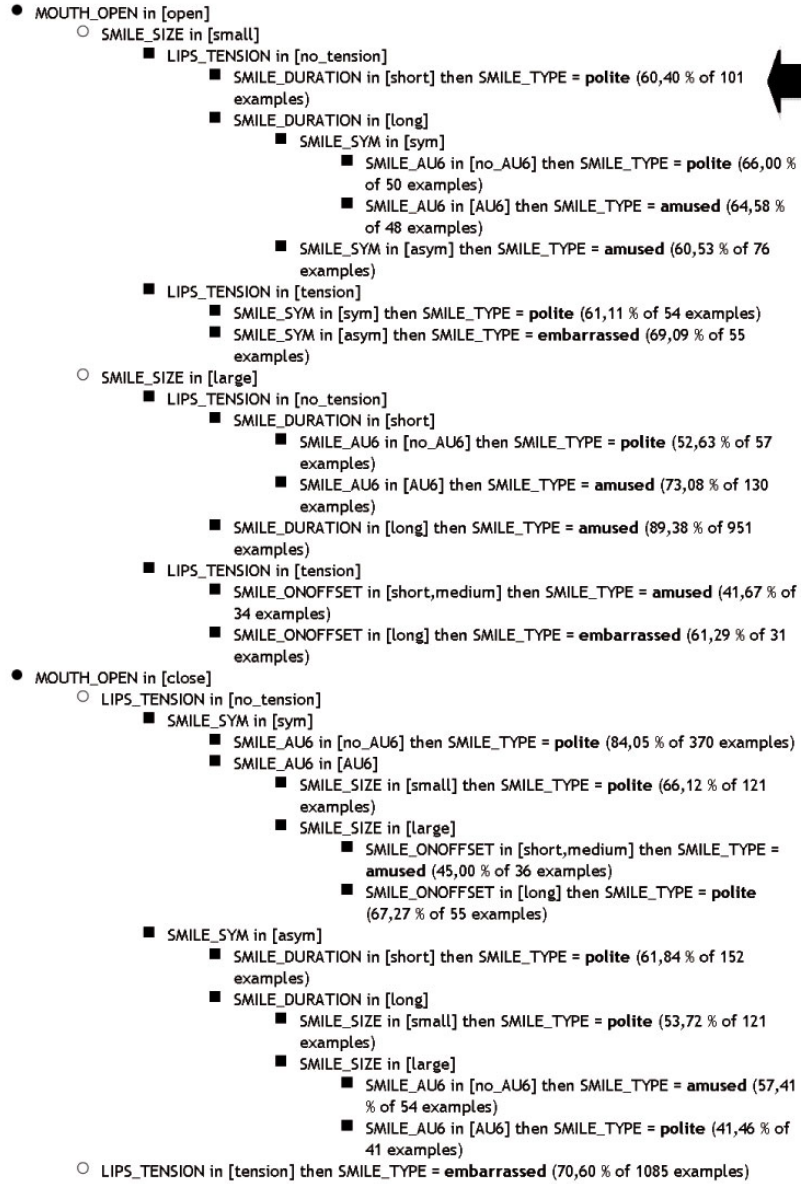 MOUTH_OPEN in [open]
SMILE_SIZE in [small]
LIPS_TENSION in [no_tension]
SMILE_DURATION in [short] then SMILE_TYPE = polite (60,40 % of 101
examples)
SMILE_DURATION in [long]
SMILE_SYM in [sym]
SMILE_AU6 in [no_AU6] then SMILE_TYPE = polite (66,00 %
of 50 examples)
SMILE_AU6 in [AU6] then SMILE_TYPE = amused (64,58 %
of 48 examples)
SMILE_SYM in [asym] then SMILE_TYPE = amused (60,53 % of 76
examples)
LIPS_TENSION in [tension]
SMILE_SYM in [sym] then SMILE_TYPE = polite (61,11 % of 54 examples)
SMILE_SYM in [asym] then SMILE_TYPE = embarrassed (69,09 % of 55
examples)
SMILE_SIZE in [large]
LIPS_TENSION in [no_tension]
SMILE_DURATION in [short]
SMILE_AU6 in [no_AU6] then SMILE_TYPE = polite (52,63 % of 57
examples)
SMILE_AU6 in [AU6] then SMILE_TYPE = amused (73,08 % of 130
examples)
SMILE_DURATION in [long] then SMILE_TYPE = amused (89,38 % of 951
examples)
LIPS_TENSION in [tension]
SMILE_ONOFFSET in [short,medium] then SMILE_TYPE = amused (41,67 % of
34 examples)
SMILE_ONOFFSET in [long] then SMILE_TYPE = embarrassed (61,29 % of 31
examples)
MOUTH_OPEN in [close]
LIPS_TENSION in [no_tension]
SMILE_SYM in [sym]
SMILE_AU6 in [no_AU6] then SMILE_TYPE = polite (84,05 % of 370 examples)
SMILE_AU6 in [AU6]
SMILE_SIZE in [small] then SMILE_TYPE = polite (66,12 % of 121
examples)
SMILE_SIZE in [large]
SMILE_ONOFFSET in [short,medium] then SMILE_TYPE =
amused (45,00 % of 36 examples)
SMILE_ONOFFSET in [long] then SMILE_TYPE = polite
(67,27 % of 55 examples)
SMILE_SYM in [asym]
SMILE_DURATION in [short] then SMILE_TYPE = polite (61,84 % of 152
examples)
SMILE_DURATION in [long]
SMILE_SIZE in [small] then SMILE_TYPE = polite (53,72 % of 121
examples)
SMILE_SIZE in [large]
SMILE_AU6 in [no_AU6] then SMILE_TYPE = amused (57,41
% of 54 examples)
SMILE_AU6 in [AU6] then SMILE_TYPE = polite (41,46 % of
41 examples)
LIPS_TENSION in [tension] then SMILE_TYPE = embarrassed (70,60 % of 1085 examples)